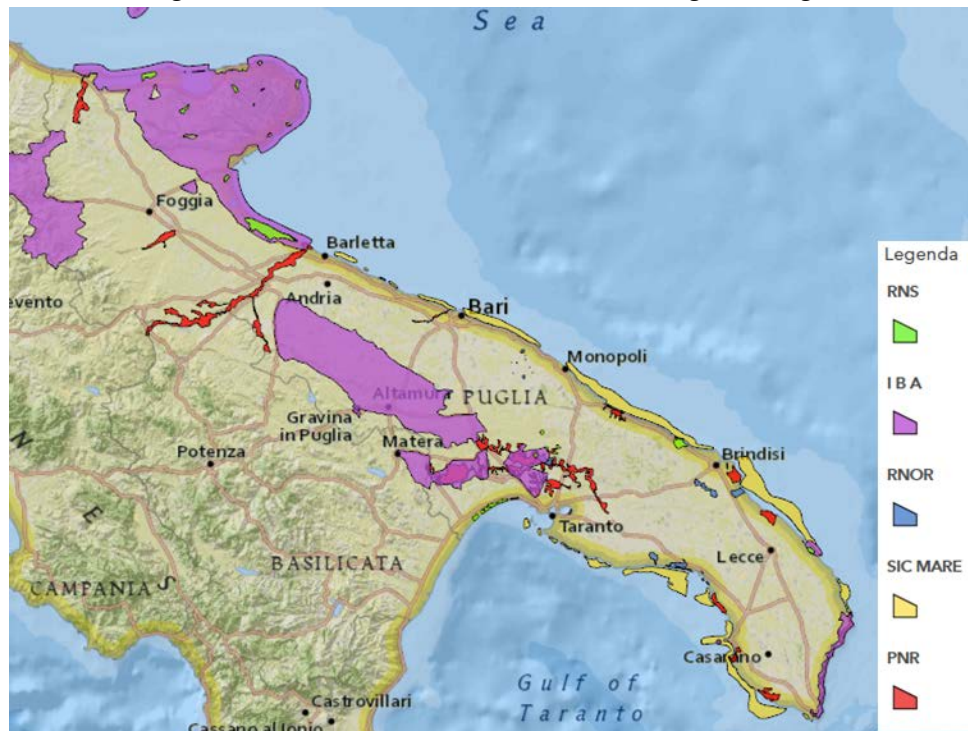 Sea
Foggia
Barletta
evento
Andria
Bari
Monopoli
Altamura
PUGLIA
Gravina
in Puglia
Matera
Potenza
Brindisi
Taranto
BASILICATA
Lecce
CAMPANIA
N E S
Casarano
Gulf of
Taranto
Castrovillari
Cassano al Ionio
Legenda
RNS
I B A
RNOR
SIC MARE
PNR